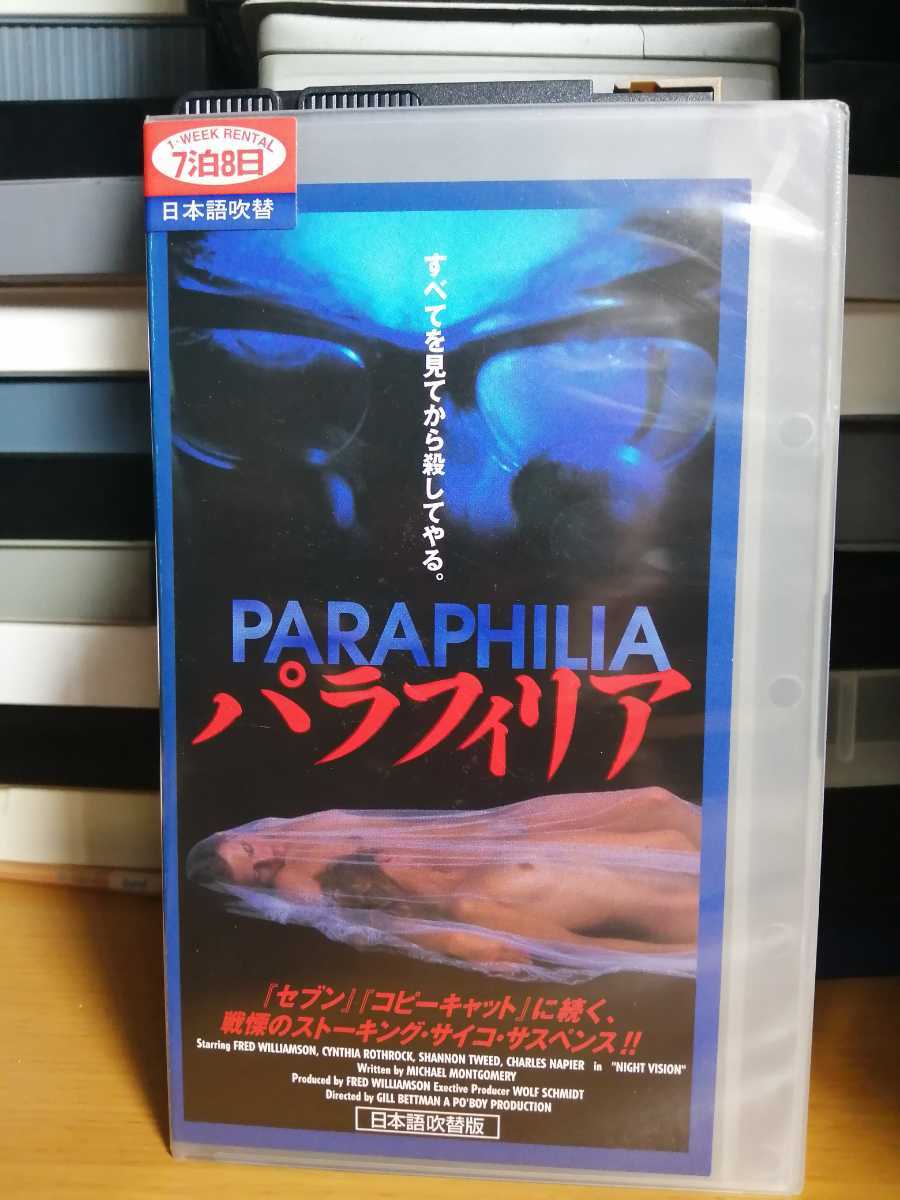 1-WEEK RENTAL
7泊8日
日本語吹替
すべてを見てから殺してやる。
PARAPHILIA
パラフィリア
『セブン』『コピーキャット』に続く、
戦慄のストーキング・サイコ・サスペンス!!
Starring FRED WILLIAMSON, CYNTHIA ROTHROCK, SHANNON TWEED, CHARLES NAPIER in "NIGHT VISION"
Written by MICHAEL MONTGOMERY
Produced by FRED WILLIAMSON Exective Producer WOLF SCHMIDT
Directed by GILL BETTMAN A PO'BOY PRODUCTION
日本語吹替版